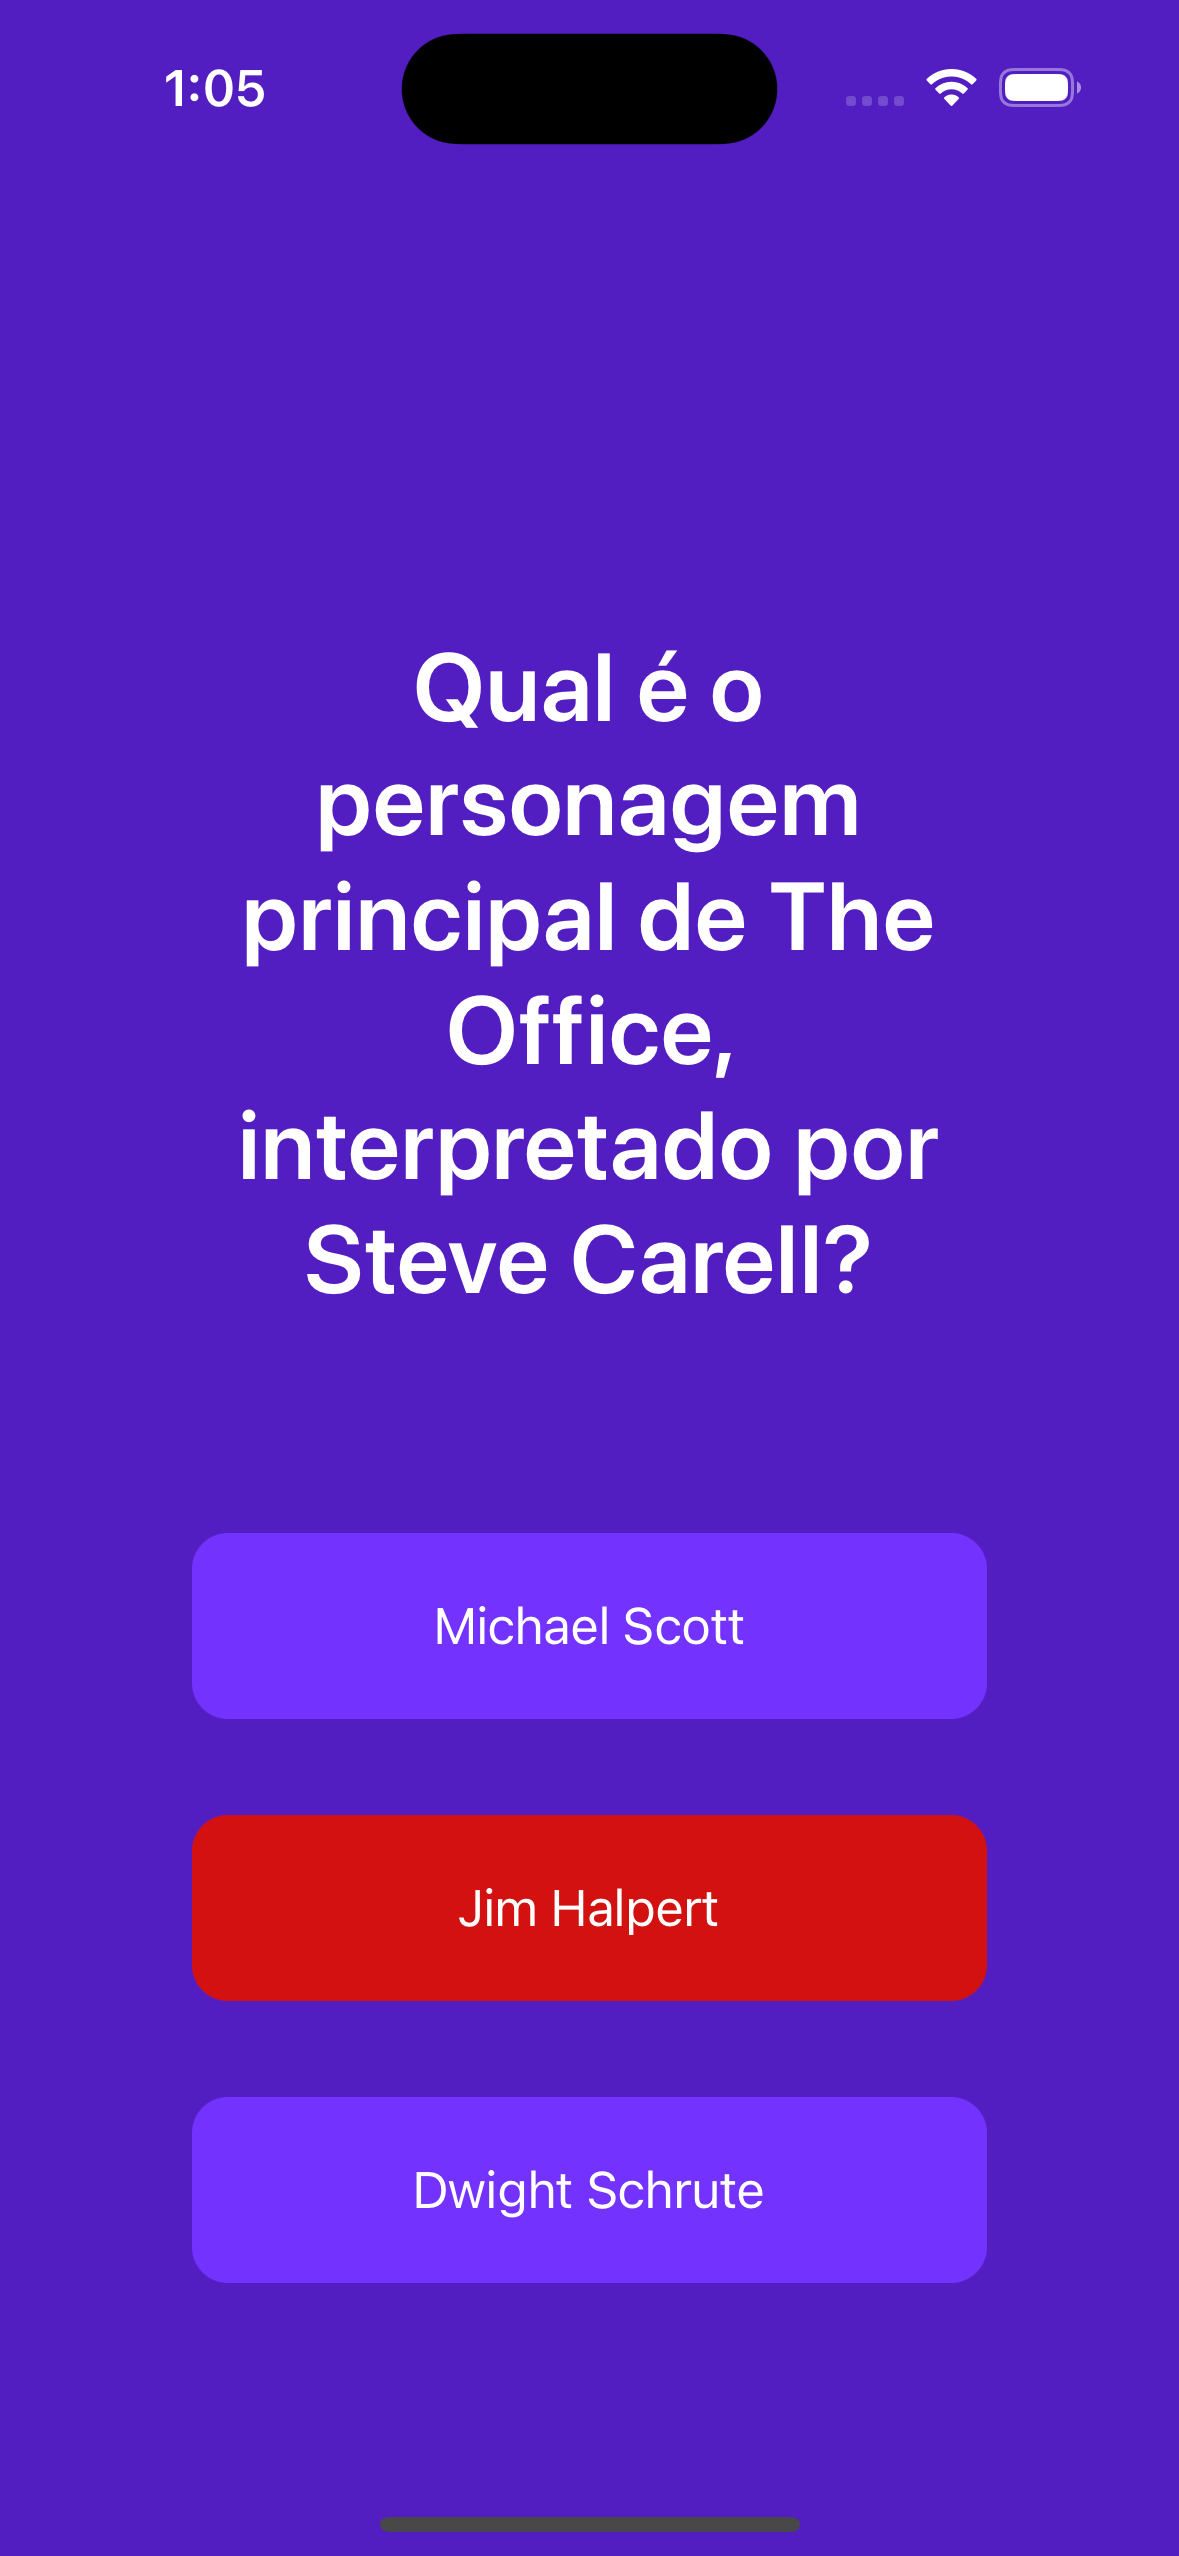 1:05
Qual é o
personagem
principal de The
Office,
interpretado por
Steve Carell?
Michael Scott
Jim Halpert
Dwight Schrute